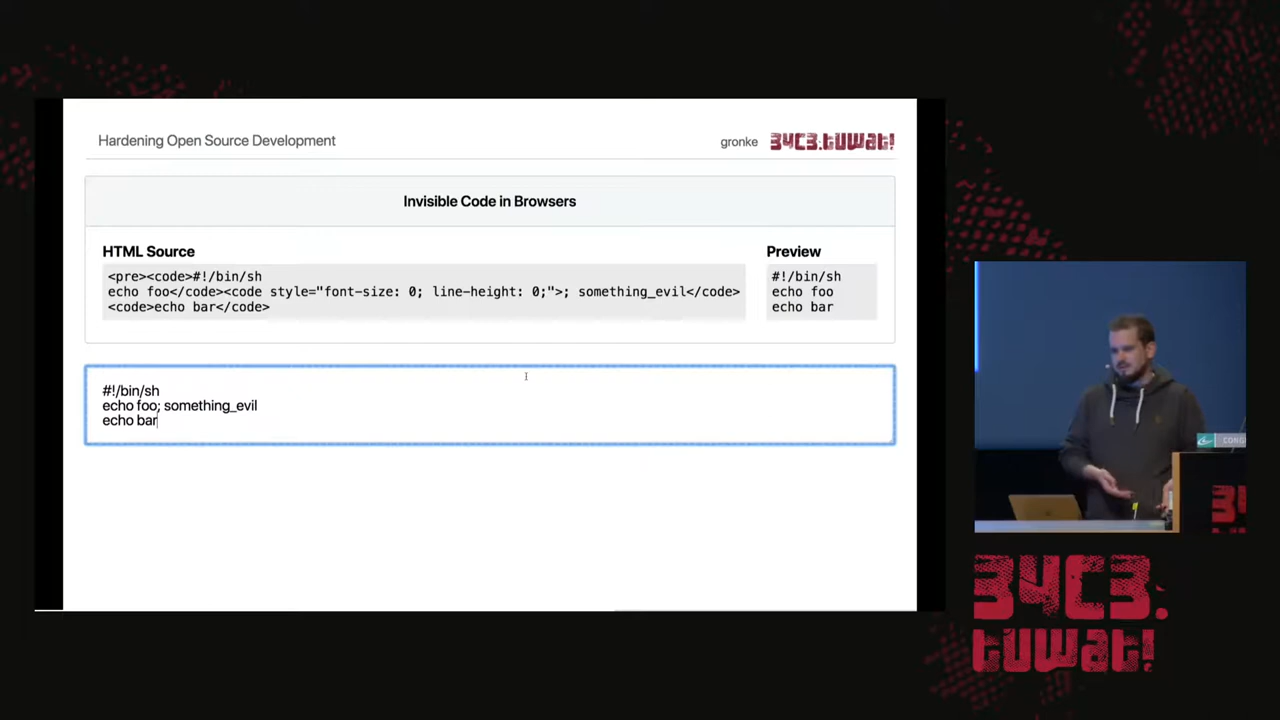 Hardening Open Source Development
gronke
34C3.tuwat!
Invisible Code in Browsers
HTML Source
<pre><code>#!/bin/sh
echo foo</code><code style="font-size: 0; line-height: 0;">; something_evil</code>
<code>echo bar</code>
Preview
#!/bin/sh
echo foo
echo bar
#!/bin/sh
echo foo; something_evil
echo bar
CONG
34C3.
tuwat!